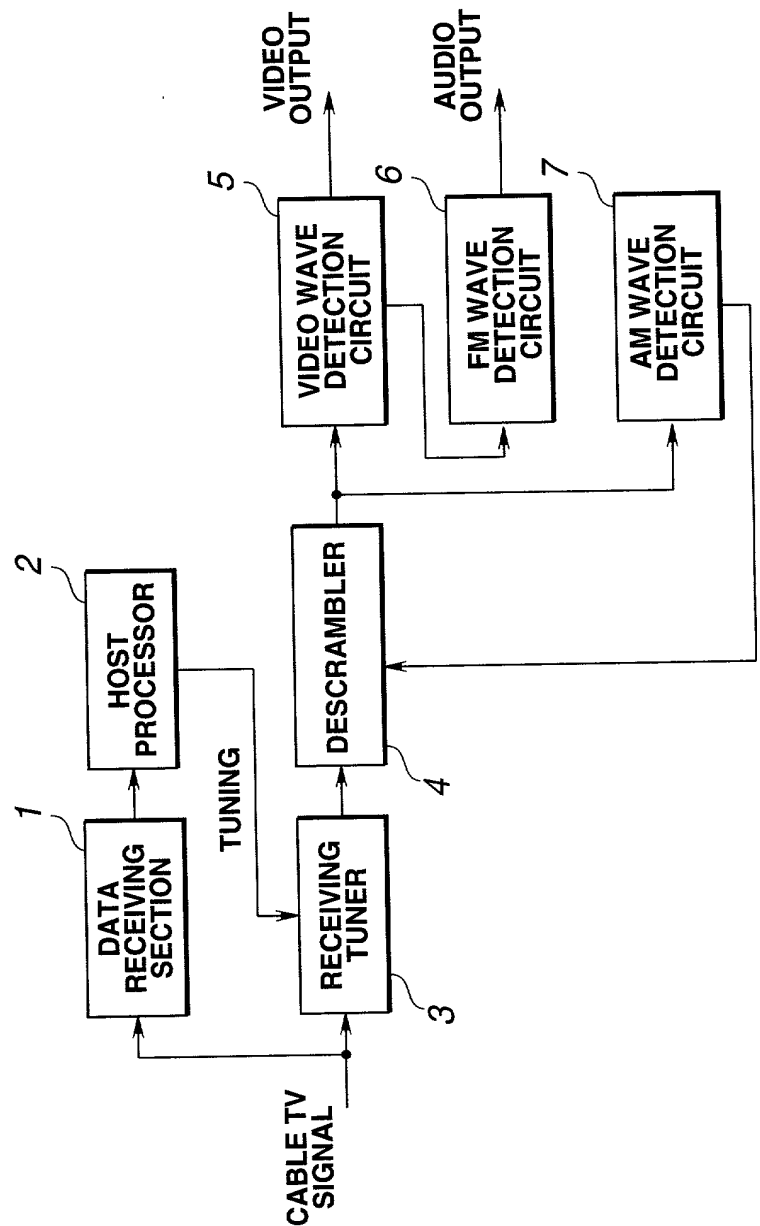 1
DATA
RECEIVING
SECTION
2
HOST
PROCESSOR
TUNING
CABLE TV
SIGNAL
RECEIVING
TUNER
3
DESCRAMBLER
4
5
VIDEO WAVE
DETECTION
CIRCUIT
VIDEO
OUTPUT
6
FM WAVE
DETECTION
CIRCUIT
AUDIO
OUTPUT
7
AM WAVE
DETECTION
CIRCUIT